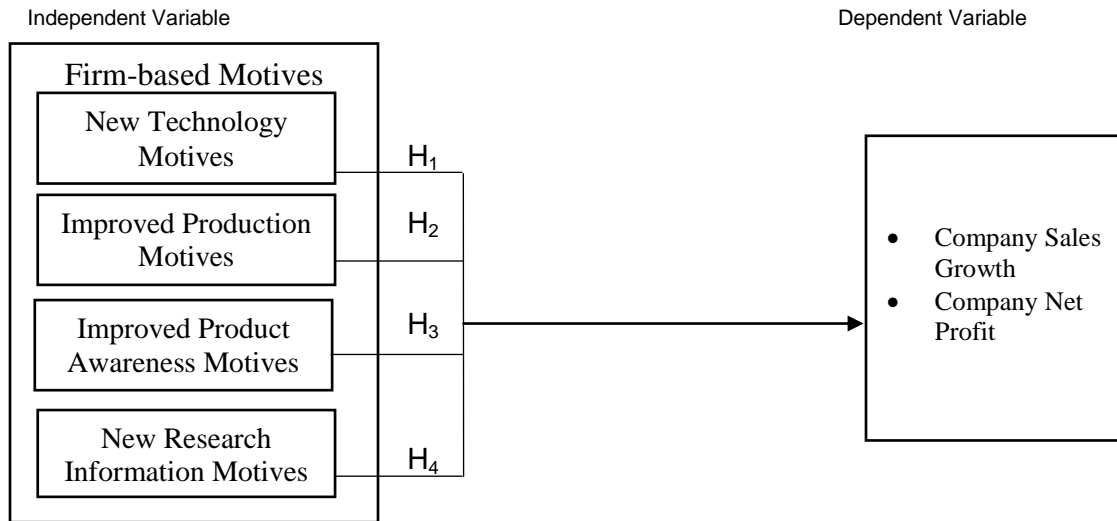 Independent Variable
Dependent Variable
Firm-based Motives
New Technology
Motives
H₁
Improved Production
Motives
H₂
Improved Product
Awareness Motives
H₃
New Research
Information Motives
H₄
• Company Sales
Growth
• Company Net
Profit